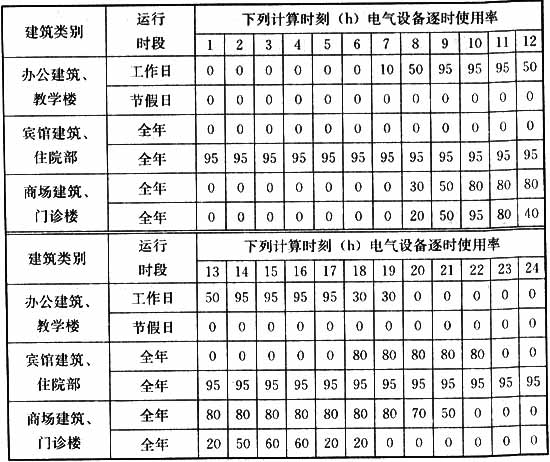 建筑类别 运行时段 下列计算时刻（h）电气设备逐时使用率
1 2 3 4 5 6 7 8 9 10 11 12
办公建筑、教学楼 工作日 0 0 0 0 0 0 10 50 95 95 95 50
节假日 0 0 0 0 0 0 0 0 0 0 0 0
宾馆建筑、住院部 全年 0 0 0 0 0 0 0 0 0 0 0 0
全年 95 95 95 95 95 95 95 95 95 95 95 95
商场建筑、门诊楼 全年 0 0 0 0 0 0 0 30 50 80 80 80
全年 0 0 0 0 0 0 0 20 50 95 80 40
建筑类别 运行时段 下列计算时刻（h）电气设备逐时使用率
13 14 15 16 17 18 19 20 21 22 23 24
办公建筑、教学楼 工作日 50 95 95 95 95 30 30 0 0 0 0 0
节假日 0 0 0 0 0 0 0 0 0 0 0 0
宾馆建筑、住院部 全年 0 0 0 0 0 80 80 80 80 80 0 0
全年 95 95 95 95 95 95 95 95 95 95 95 95
商场建筑、门诊楼 全年 80 80 80 80 80 80 80 70 50 0 0 0
全年 20 50 60 60 20 20 0 0 0 0 0 0